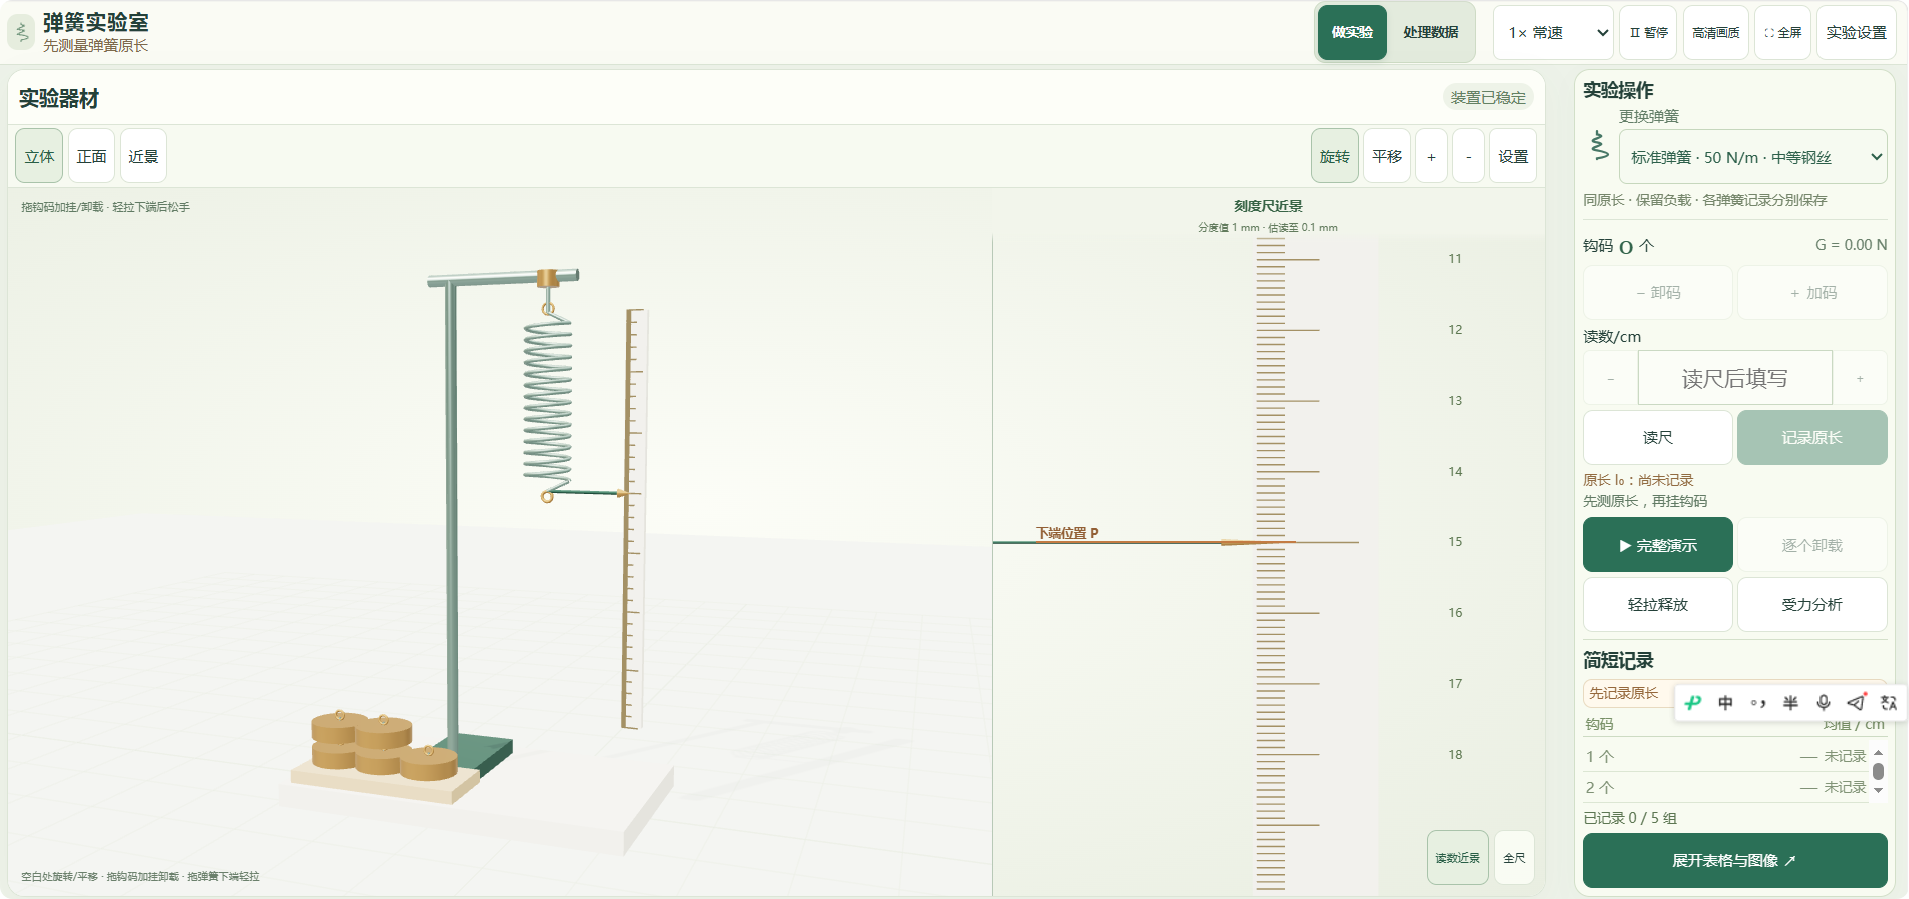 弹簧实验室
先测量弹簧原长
做实验
处理数据
1× 常速
⏸ 暂停
高清画质
⛶ 全屏
实验设置
实验器材
装置已稳定
立体
正面
近景
旋转
平移
+
-
设置
拖钩码加挂/卸载 · 轻拉下端后松手
刻度尺近景
分度值 1 mm · 估读至 0.1 mm
11
12
13
14
下端位置 P
15
16
17
18
读数近景
全尺
空白处旋转/平移 · 拖钩码加挂卸载 · 拖弹簧下端轻拉
实验操作
更换弹簧
标准弹簧 · 50 N/m · 中等钢丝
同原长 · 保留负载 · 各弹簧记录分别保存
钩码 0 个
G = 0.00 N
− 卸码
+ 加码
读数/cm
−
读尺后填写
+
读尺
记录原长
原长 l₀：尚未记录
先测原长，再挂钩码
▶ 完整演示
逐个卸载
轻拉释放
受力分析
简短记录
先记录原长
中
半
钩码
均值 / cm
1 个
— 未记录
2 个
— 未记录
已记录 0 / 5 组
展开表格与图像 ↗